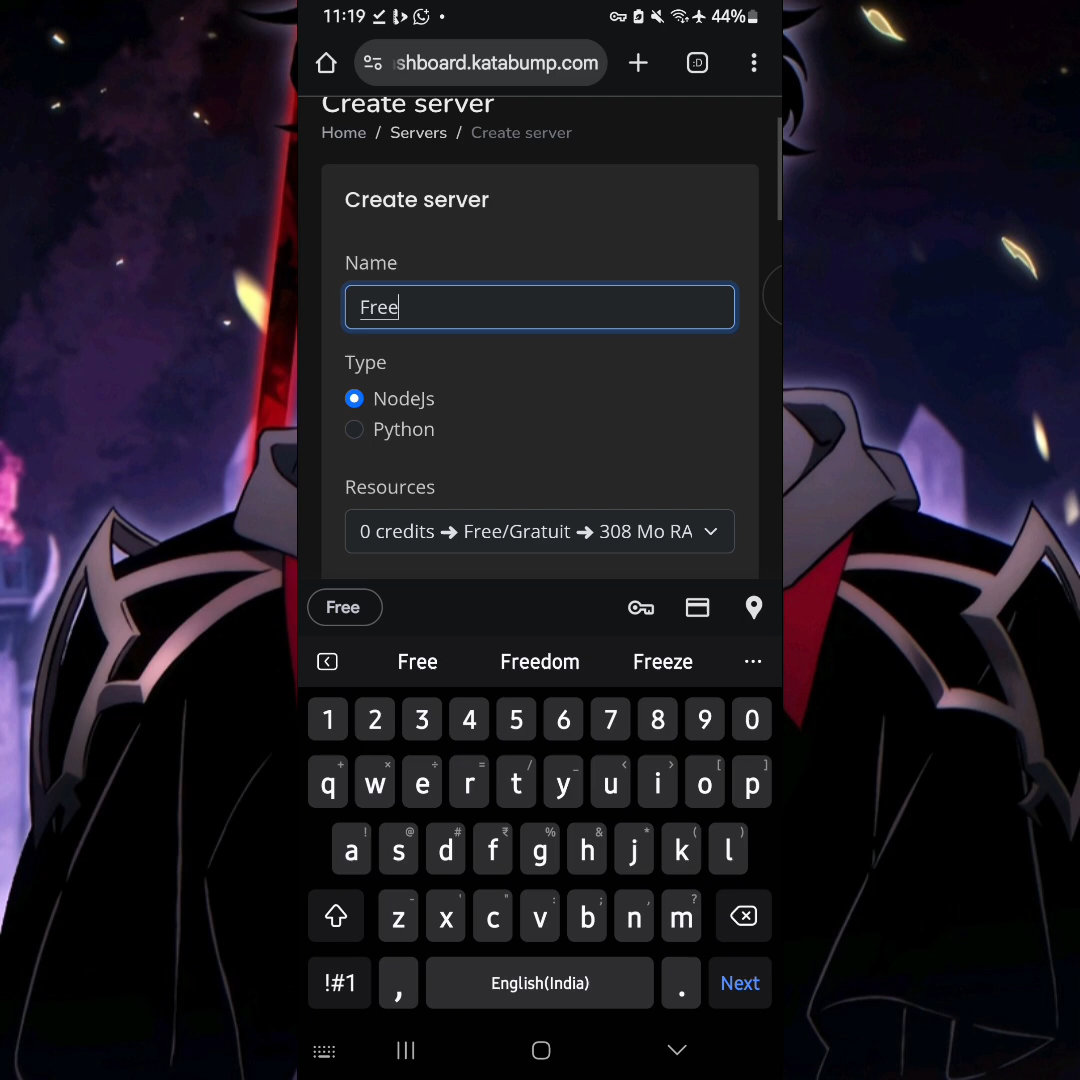 11:19
44%
shboard.katabump.com
:D
Create server
Home / Servers / Create server
Create server
Name
Free
Type
NodeJs
Python
Resources
0 credits ➜ Free/Gratuit ➜ 308 Mo RA
Free
Free Freedom Freeze ...
1 2 3 4 5 6 7 8 9 0
+ × ÷ = / _ < > [ ]
q w e r t y u i o p
! @ # ₹ % & * ( )
a s d f g h j k l
- ' " : ; , ?
z x c v b n m
!#1 , English(India) . Next